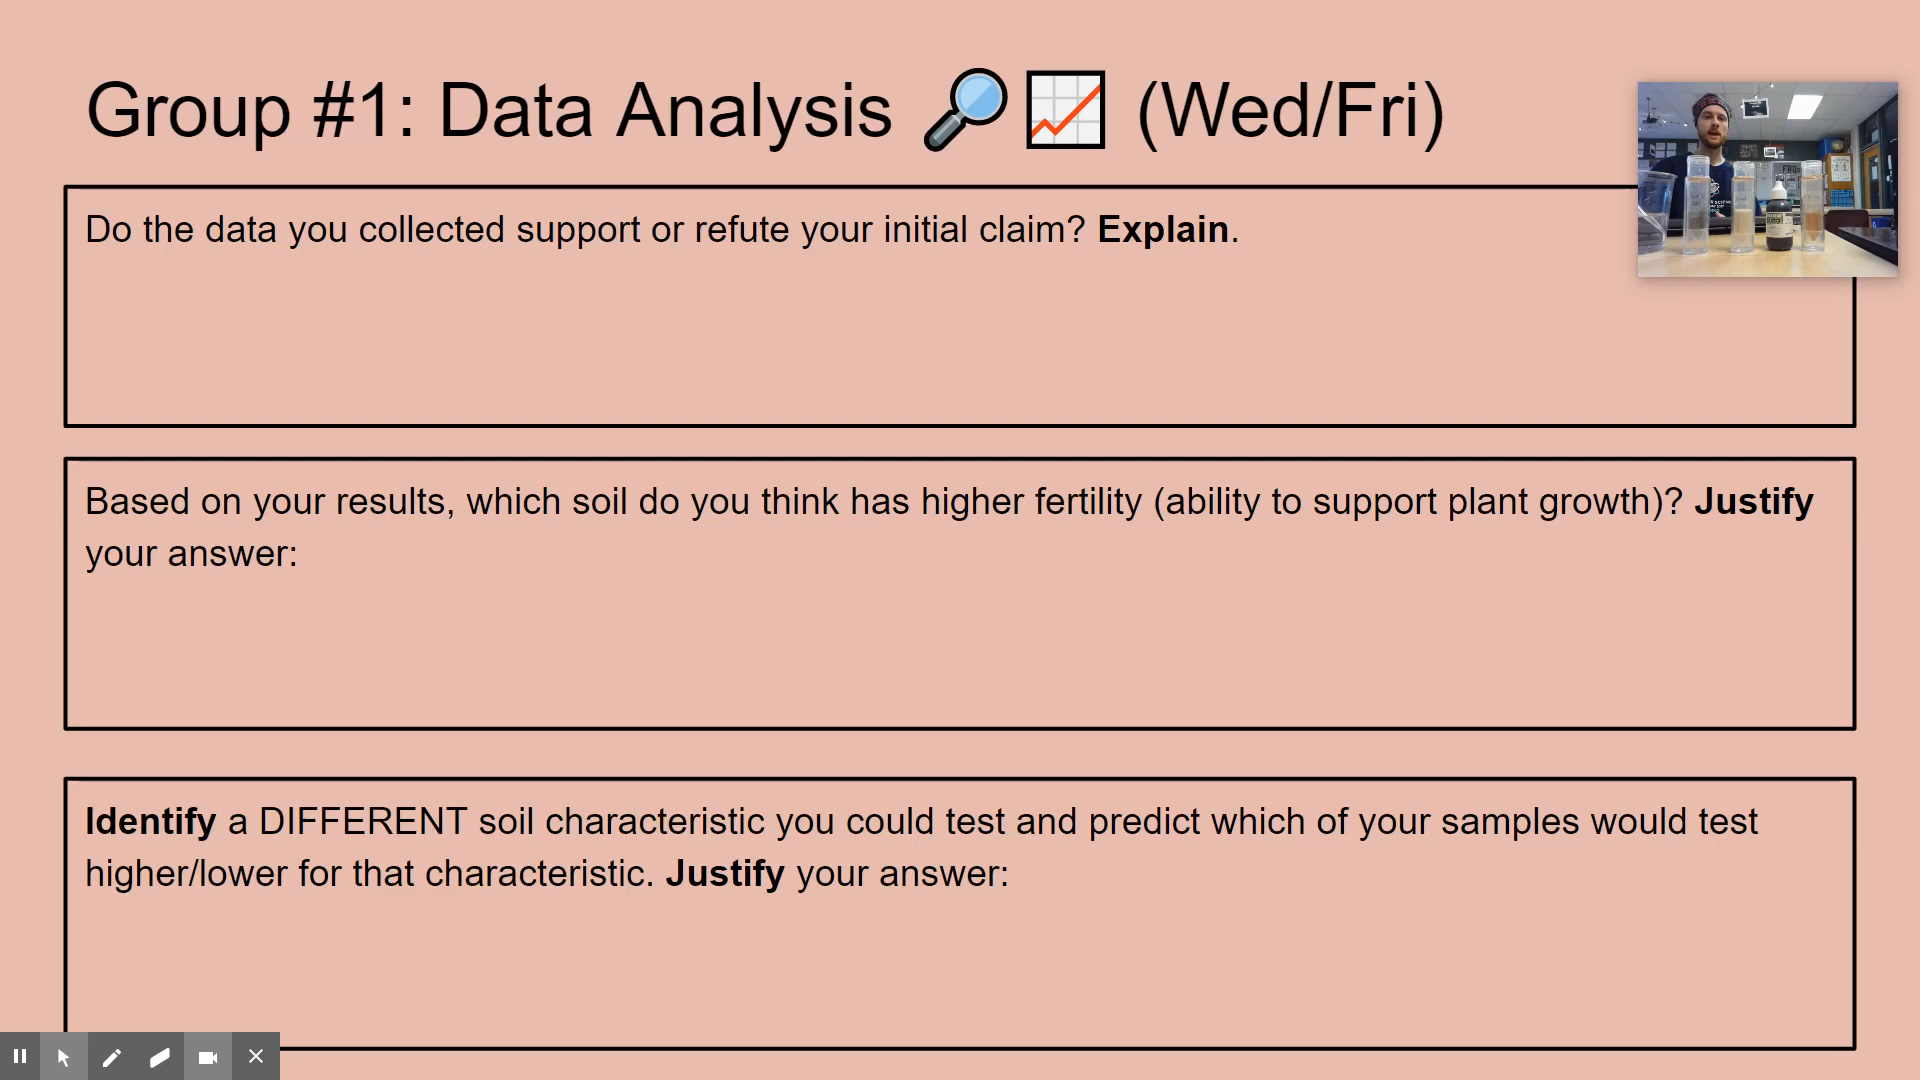 Group #1: Data Analysis 🔎📈 (Wed/Fri)
Do the data you collected support or refute your initial claim? Explain.
Based on your results, which soil do you think has higher fertility (ability to support plant growth)? Justify
your answer:
Identify a DIFFERENT soil characteristic you could test and predict which of your samples would test
higher/lower for that characteristic. Justify your answer: